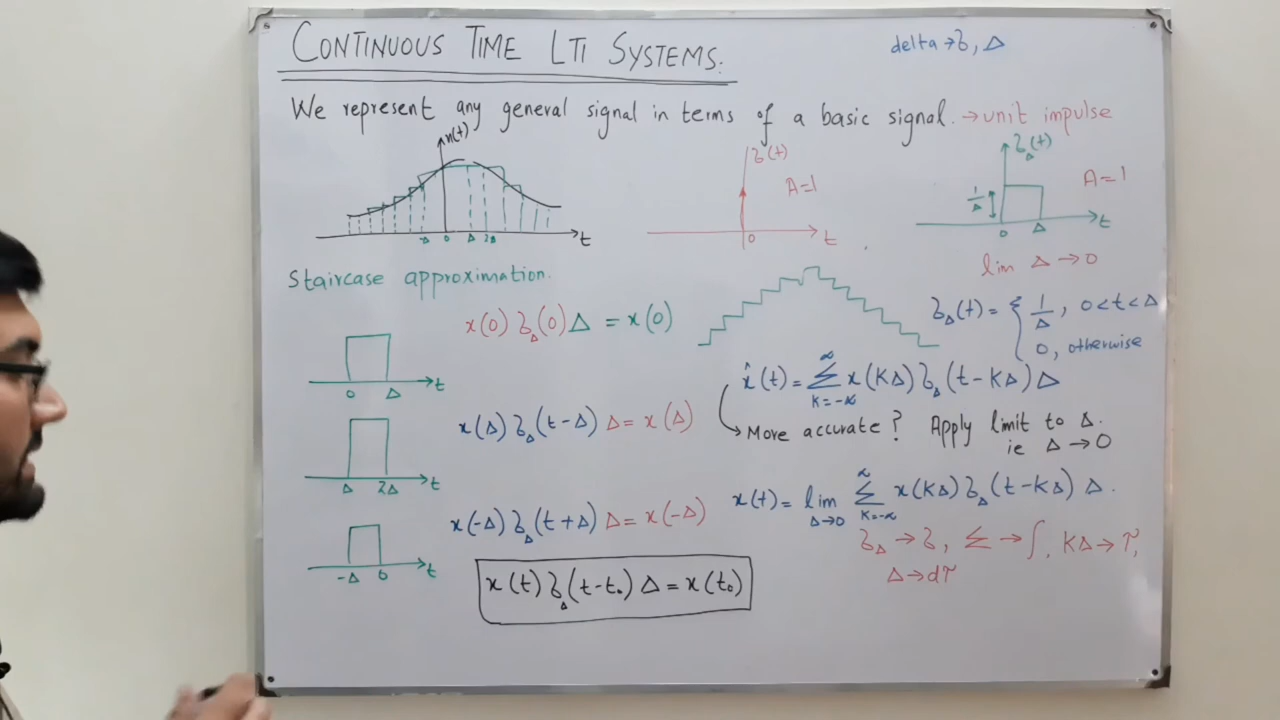 CONTINUOUS TIME LTI SYSTEMS.
delta→δ, Δ
We represent any general signal in terms of a basic signal. → unit impulse
x(t)
-Δ 0 Δ 2Δ t
δ(t)
A=1
0 t
δ_Δ(t)
1/Δ
A=1
0 Δ t
lim Δ→0
Staircase approximation.
0 Δ t
x(0) δ_Δ(0) Δ = x(0)
δ_Δ(t) = { 1/Δ, 0<t<Δ
0, otherwise
x̂(t) = Σ_{K=-∞}^{∞} x(KΔ) δ_Δ(t-KΔ) Δ
Δ 2Δ t
x(Δ) δ_Δ(t-Δ) Δ = x(Δ)
More accurate? Apply limit to Δ.
ie Δ→0
x(t) = lim_{Δ→0} Σ_{K=-∞}^{∞} x(KΔ) δ_Δ(t-KΔ) Δ.
-Δ 0 t
x(-Δ) δ_Δ(t+Δ) Δ = x(-Δ)
δ_Δ → δ, Σ → ∫, KΔ → τ,
Δ → dτ
x(t) δ_Δ(t-t₀) Δ = x(t₀)